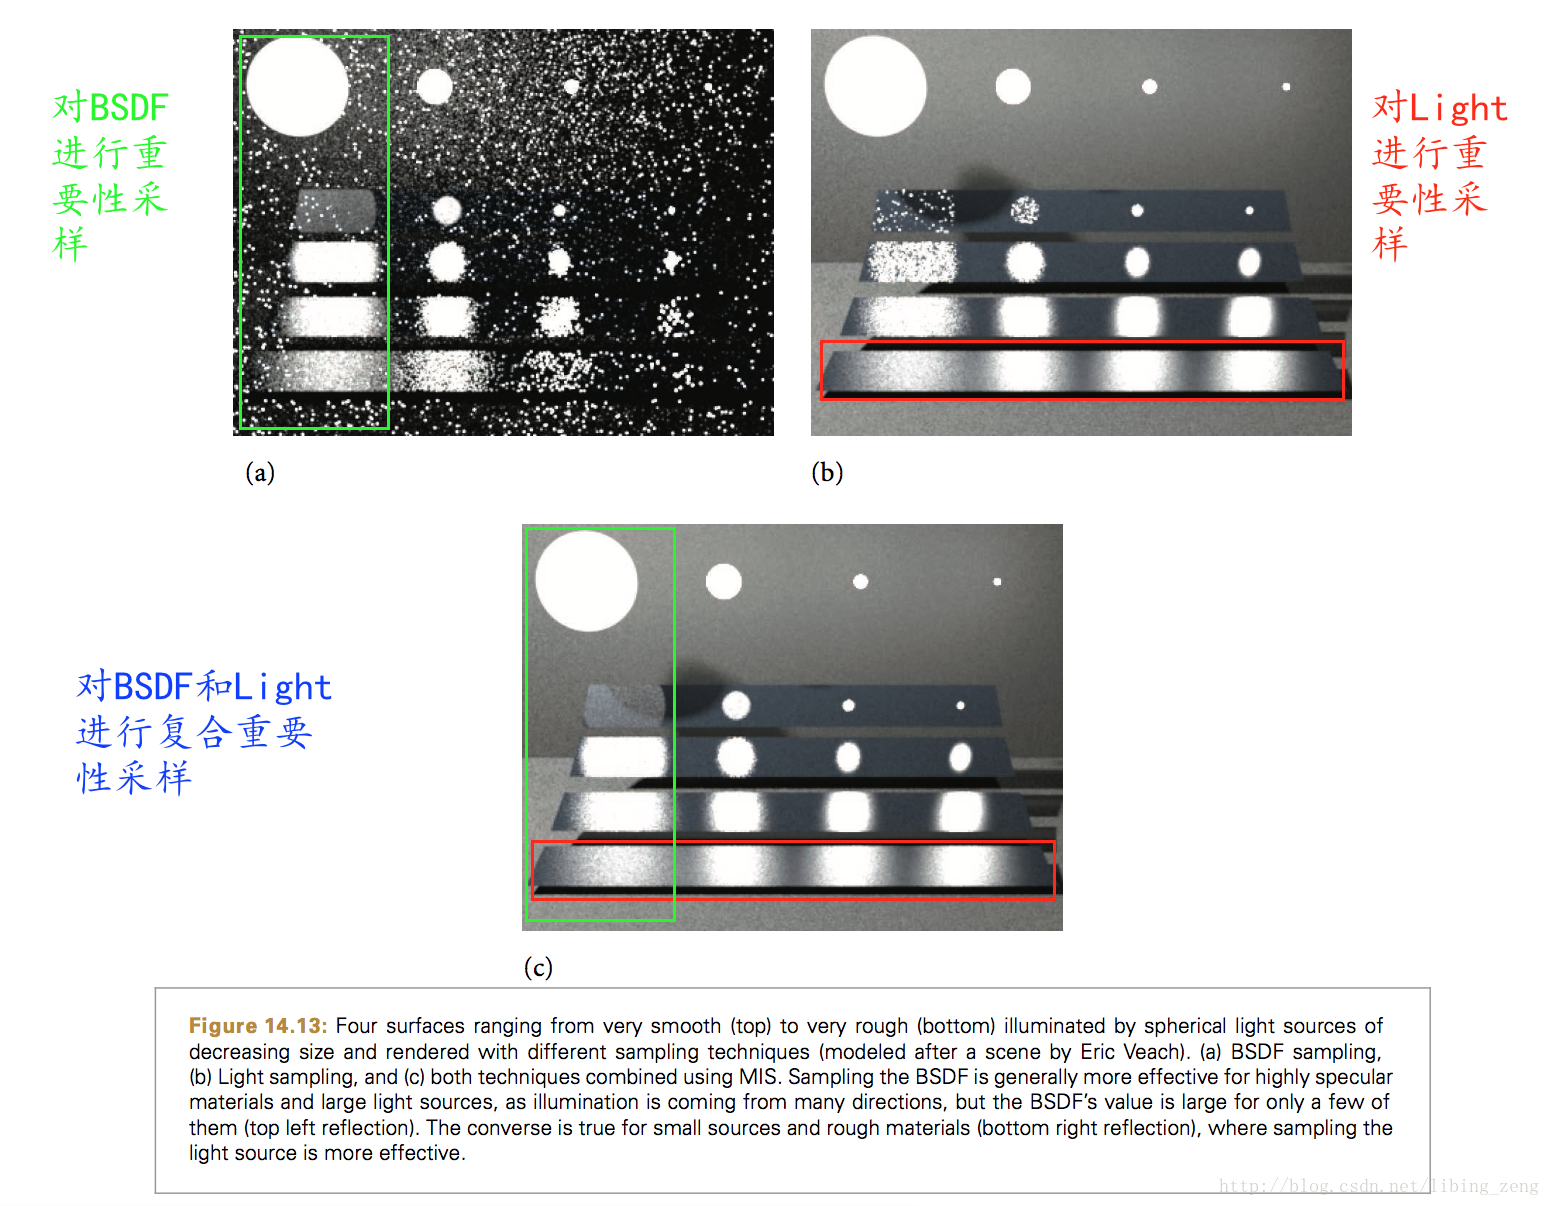 对BSDF
进行重
要性采
样
对Light
进行重
要性采
样
(a)
(b)
对BSDF和Light
进行复合重要
性采样
(c)
Figure 14.13: Four surfaces ranging from very smooth (top) to very rough (bottom) illuminated by spherical light sources of
decreasing size and rendered with different sampling techniques (modeled after a scene by Eric Veach). (a) BSDF sampling,
(b) Light sampling, and (c) both techniques combined using MIS. Sampling the BSDF is generally more effective for highly specular
materials and large light sources, as illumination is coming from many directions, but the BSDF's value is large for only a few of
them (top left reflection). The converse is true for small sources and rough materials (bottom right reflection), where sampling the
light source is more effective.
http://blog.csdn.net/libing_zeng